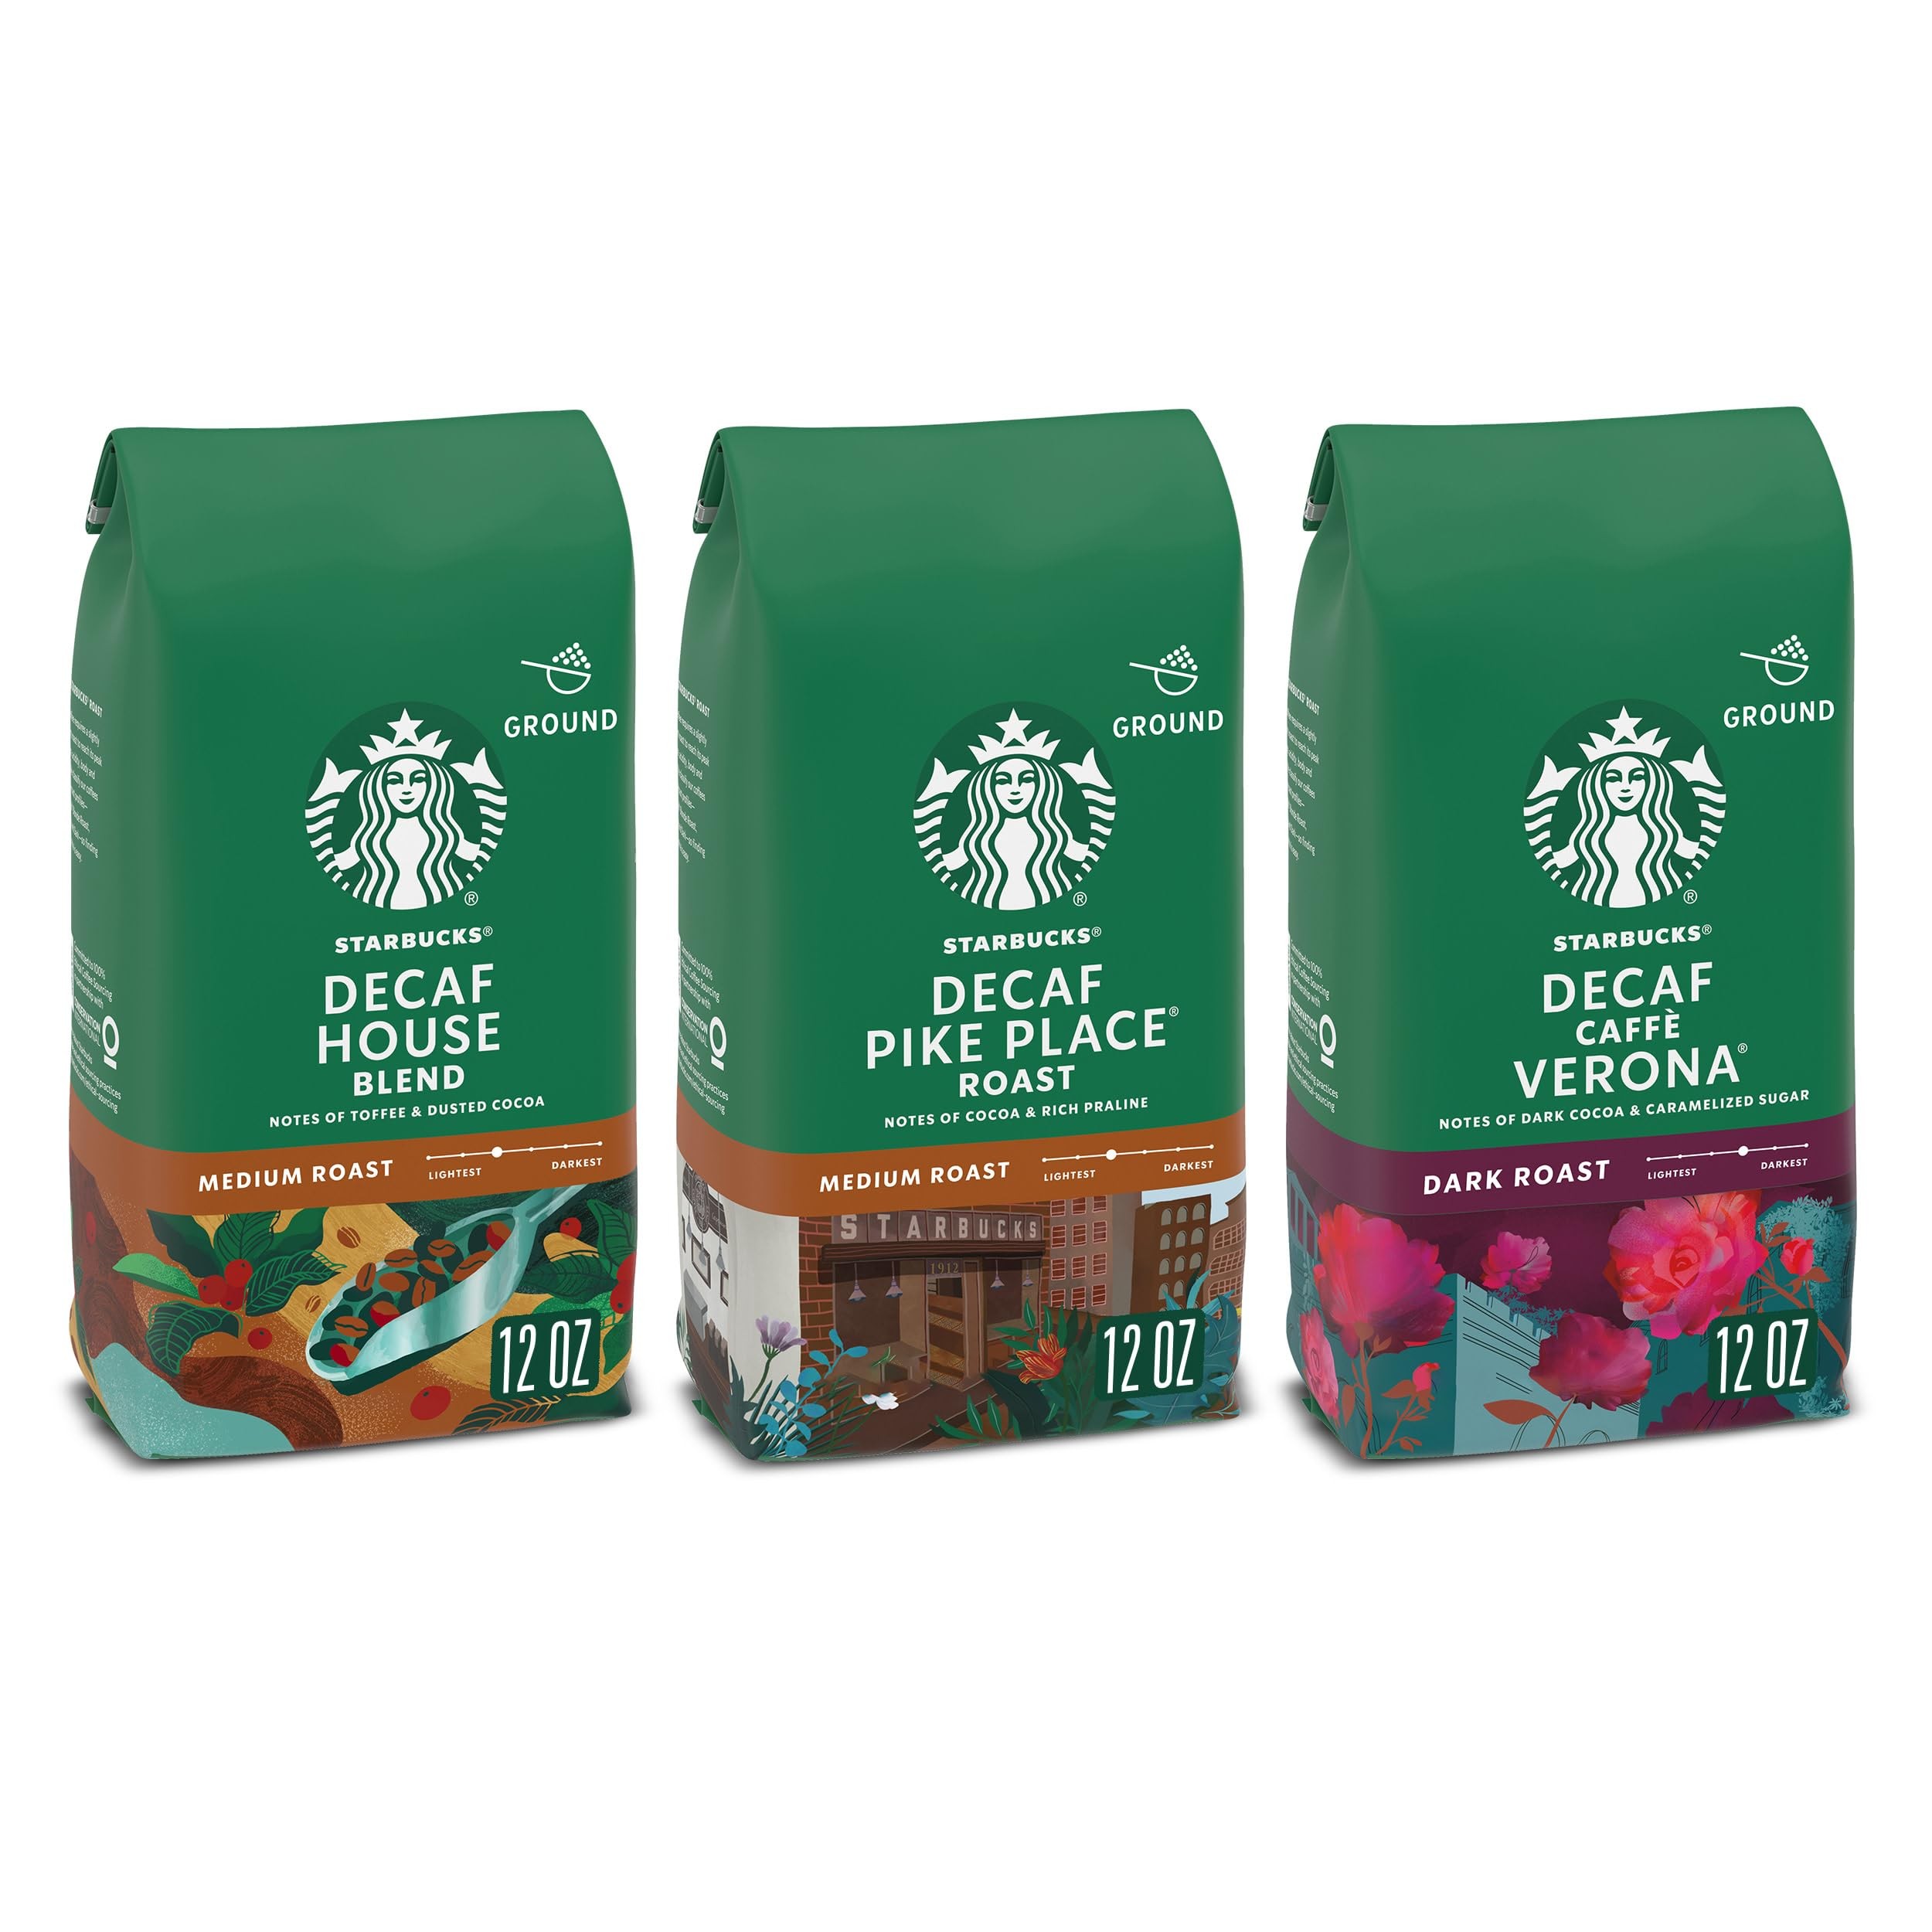 GROUND
STARBUCKS®
DECAF
HOUSE
BLEND
NOTES OF TOFFEE & DUSTED COCOA
MEDIUM ROAST
LIGHTEST
DARKEST
12 OZ
GROUND
STARBUCKS®
DECAF
PIKE PLACE®
ROAST
NOTES OF COCOA & RICH PRALINE
MEDIUM ROAST
LIGHTEST
DARKEST
STARBUCKS
1912
12 OZ
GROUND
STARBUCKS®
DECAF
CAFFÈ
VERONA®
NOTES OF DARK COCOA & CARAMELIZED SUGAR
DARK ROAST
LIGHTEST
DARKEST
12 OZ